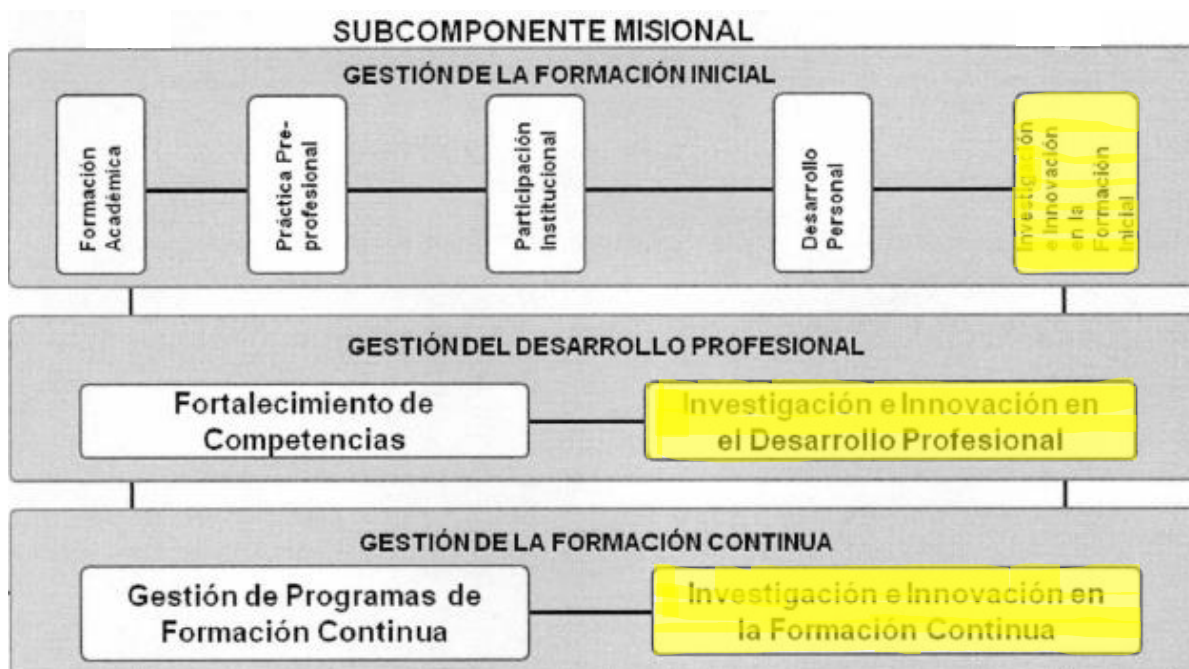 SUBCOMPONENTE MISIONAL
GESTIÓN DE LA FORMACIÓN INICIAL
Formación
Académica
Práctica Pre-
profesional
Participación
Institucional
Desarrollo
Personal
Investigación
e Innovación
en la
Formación
Inicial
GESTIÓN DEL DESARROLLO PROFESIONAL
Fortalecimiento de
Competencias
Investigación e Innovación en
el Desarrollo Profesional
GESTIÓN DE LA FORMACIÓN CONTINUA
Gestión de Programas de
Formación Continua
Investigación e Innovación en
la Formación Continua